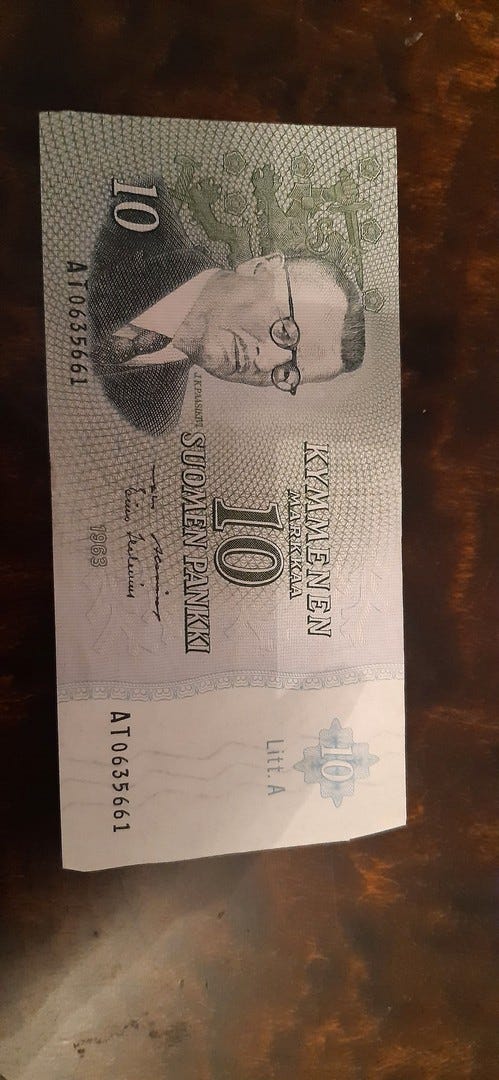 10
AT0635661
J.K.PAASIKIVI
KYMMENEN
MARKKAA
10
SUOMEN PANKKI
1963
10
Litt. A
AT0635661